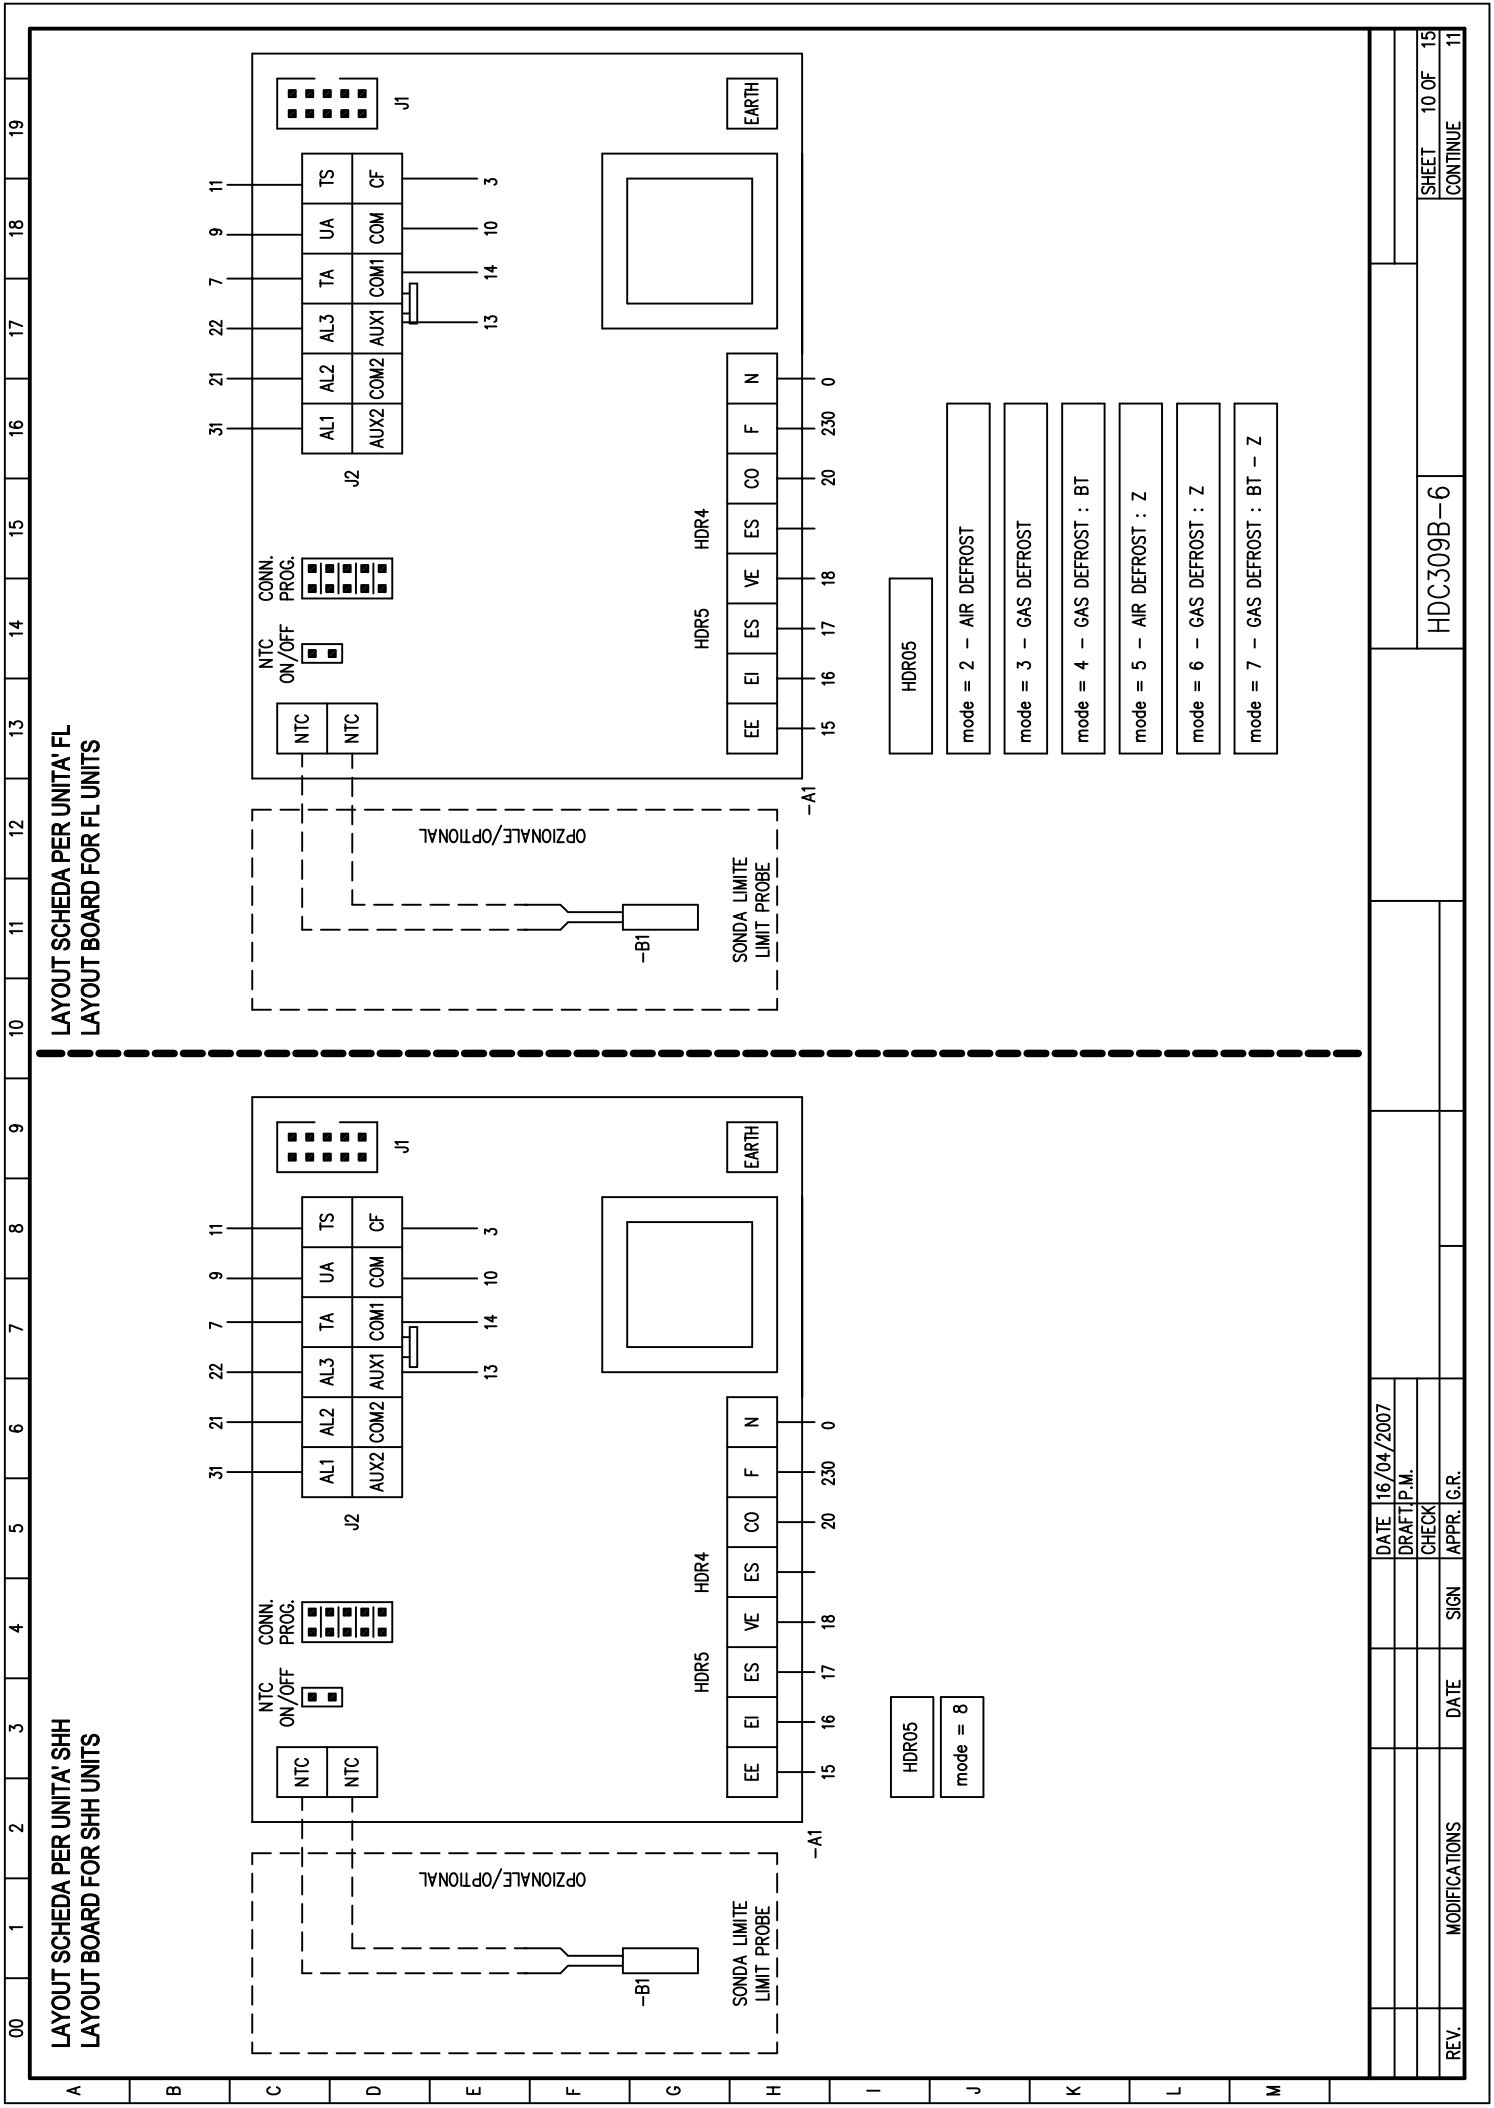 00 1 2 3 4 5 6 7 8 9 10 11 12 13 14 15 16 17 18 19
A
B
C
D
E
F
G
H
I
J
K
L
M
LAYOUT SCHEDA PER UNITA' SHH
LAYOUT BOARD FOR SHH UNITS
31 21 22 7 9 11
NTC
NTC
NTC
ON/OFF
CONN.
PROG.
AL1 AL2 AL3 TA UA TS
AUX2 COM2 AUX1 COM1 COM CF
J2
J1
13 14 10 3
OPZIONALE/OPTIONAL
-B1
SONDA LIMITE
LIMIT PROBE
HDR5 HDR4
EE EI ES VE ES CO F N
EARTH
15 16 17 18 20 230 0
-A1
HDR05
mode = 8
LAYOUT SCHEDA PER UNITA' FL
LAYOUT BOARD FOR FL UNITS
31 21 22 7 9 11
NTC
NTC
NTC
ON/OFF
CONN.
PROG.
AL1 AL2 AL3 TA UA TS
AUX2 COM2 AUX1 COM1 COM CF
J2
J1
13 14 10 3
OPZIONALE/OPTIONAL
-B1
SONDA LIMITE
LIMIT PROBE
HDR5 HDR4
EE EI ES VE ES CO F N
EARTH
15 16 17 18 20 230 0
-A1
HDR05
mode = 2 - AIR DEFROST
mode = 3 - GAS DEFROST
mode = 4 - GAS DEFROST : BT
mode = 5 - AIR DEFROST : Z
mode = 6 - GAS DEFROST : Z
mode = 7 - GAS DEFROST : BT - Z
REV. MODIFICATIONS DATE SIGN
DATE 16/04/2007
DRAFT. P.M.
CHECK
APPR. G.R.
HDC309B-6
SHEET 10 OF 15
CONTINUE 11